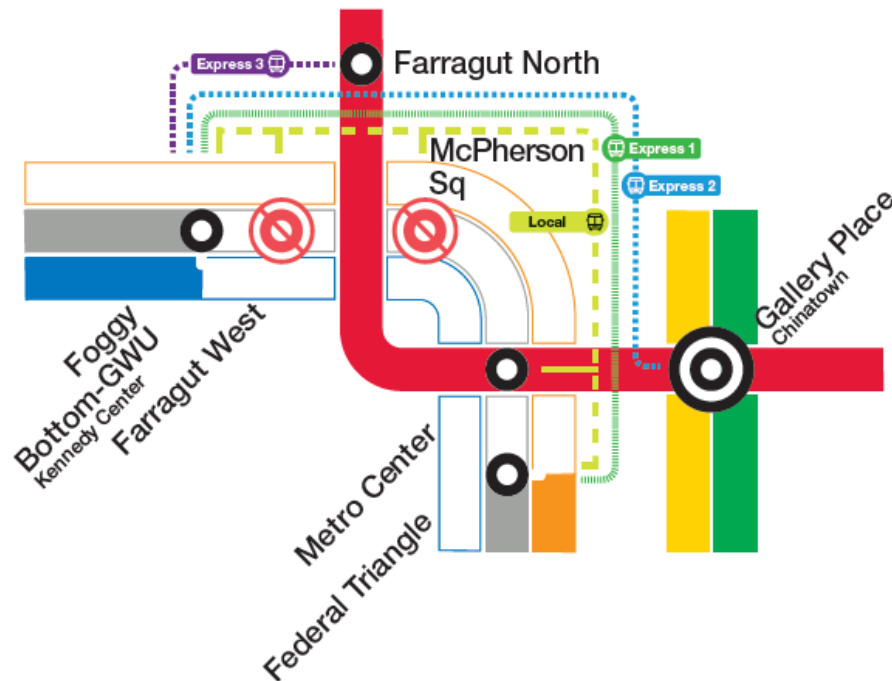 Express 3
Farragut North
McPherson
Sq
Express 1
Express 2
Local
Gallery Place
Chinatown
Foggy
Bottom-GWU
Kennedy Center
Farragut West
Metro Center
Federal Triangle